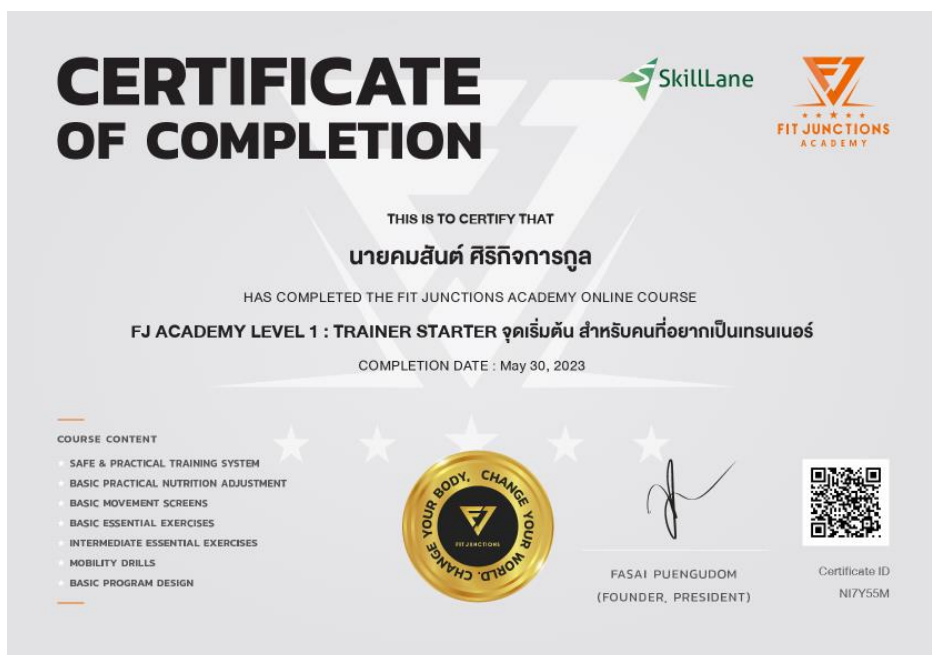 CERTIFICATE
OF COMPLETION
SkillLane
FIT JUNCTIONS
ACADEMY
THIS IS TO CERTIFY THAT
นายคมสันต์ ศิริกิจการกูล
HAS COMPLETED THE FIT JUNCTIONS ACADEMY ONLINE COURSE
FJ ACADEMY LEVEL 1 : TRAINER STARTER จุดเริ่มต้น สำหรับคนที่อยากเป็นเทรนเนอร์
COMPLETION DATE : May 30, 2023
COURSE CONTENT
SAFE & PRACTICAL TRAINING SYSTEM
BASIC PRACTICAL NUTRITION ADJUSTMENT
BASIC MOVEMENT SCREENS
BASIC ESSENTIAL EXERCISES
INTERMEDIATE ESSENTIAL EXERCISES
MOBILITY DRILLS
BASIC PROGRAM DESIGN
CHANGE YOUR BODY, CHANGE YOUR WORLD.
FIT JUNCTIONS
FASAI PUENGUDOM
(FOUNDER, PRESIDENT)
Certificate ID
NI7Y55M